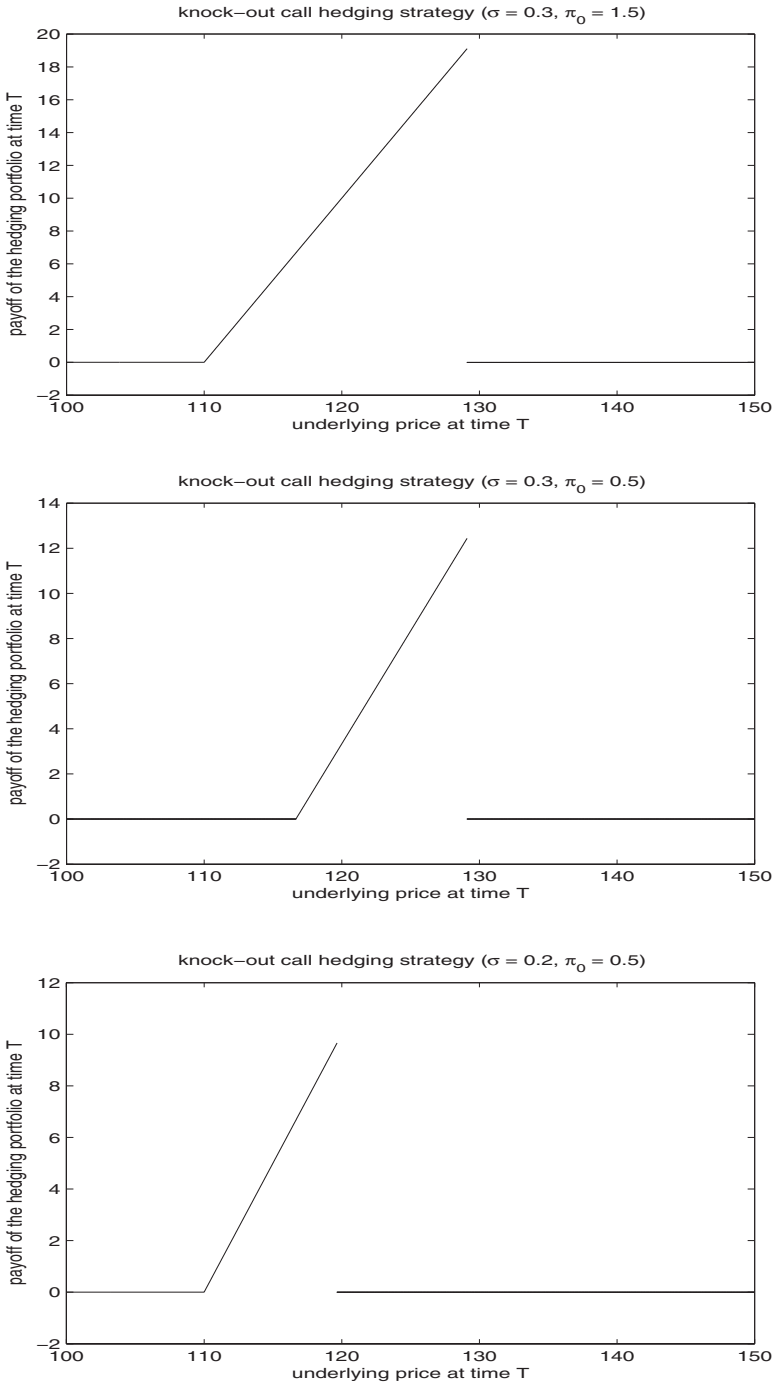 knock−out call hedging strategy (σ = 0.3, π0 = 1.5)
payoff of the hedging portfolio at time T
20
18
16
14
12
10
8
6
4
2
0
−2
100 110 120 130 140 150
underlying price at time T
knock−out call hedging strategy (σ = 0.3, π0 = 0.5)
payoff of the hedging portfolio at time T
14
12
10
8
6
4
2
0
−2
100 110 120 130 140 150
underlying price at time T
knock−out call hedging strategy (σ = 0.2, π0 = 0.5)
payoff of the hedging portfolio at time T
12
10
8
6
4
2
0
−2
100 110 120 130 140 150
underlying price at time T